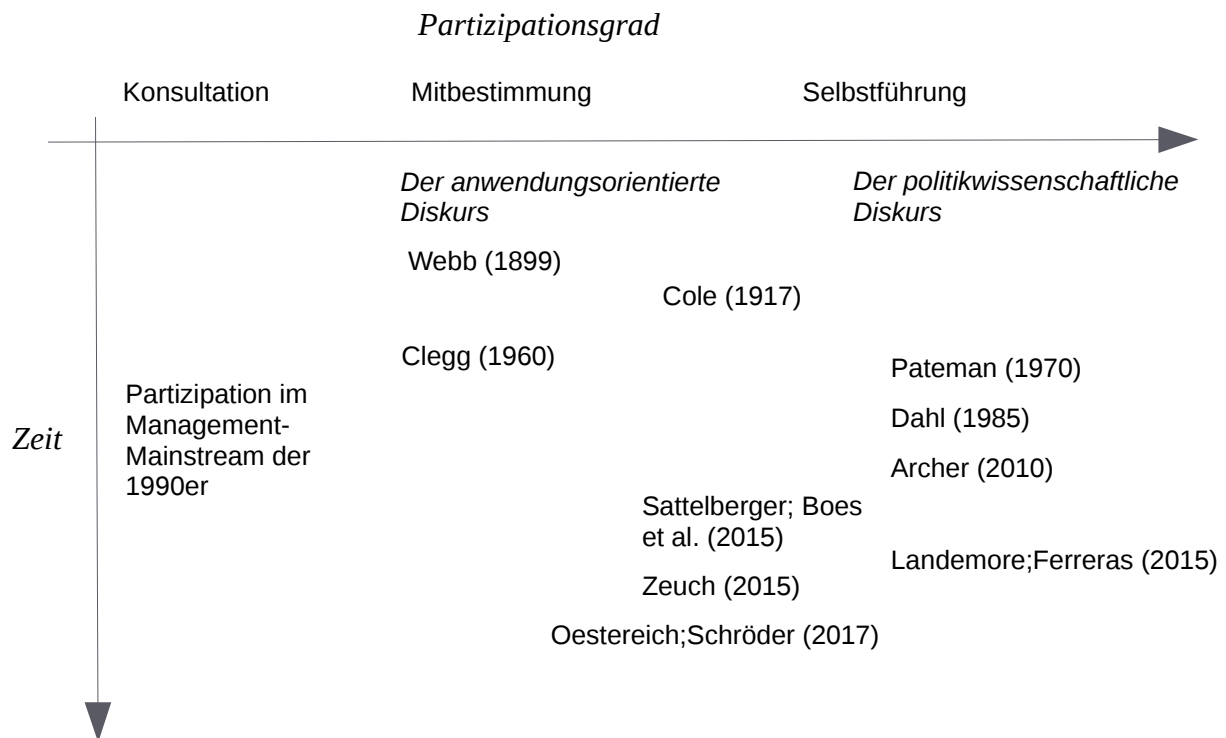 Partizipationsgrad
Konsultation
Mitbestimmung
Selbstführung
Der anwendungsorientierte
Diskurs
Der politikwissenschaftliche
Diskurs
Webb (1899)
Cole (1917)
Clegg (1960)
Pateman (1970)
Partizipation im
Management-
Mainstream der
1990er
Zeit
Dahl (1985)
Archer (2010)
Sattelberger; Boes
et al. (2015)
Landemore;Ferreras (2015)
Zeuch (2015)
Oestereich;Schröder (2017)